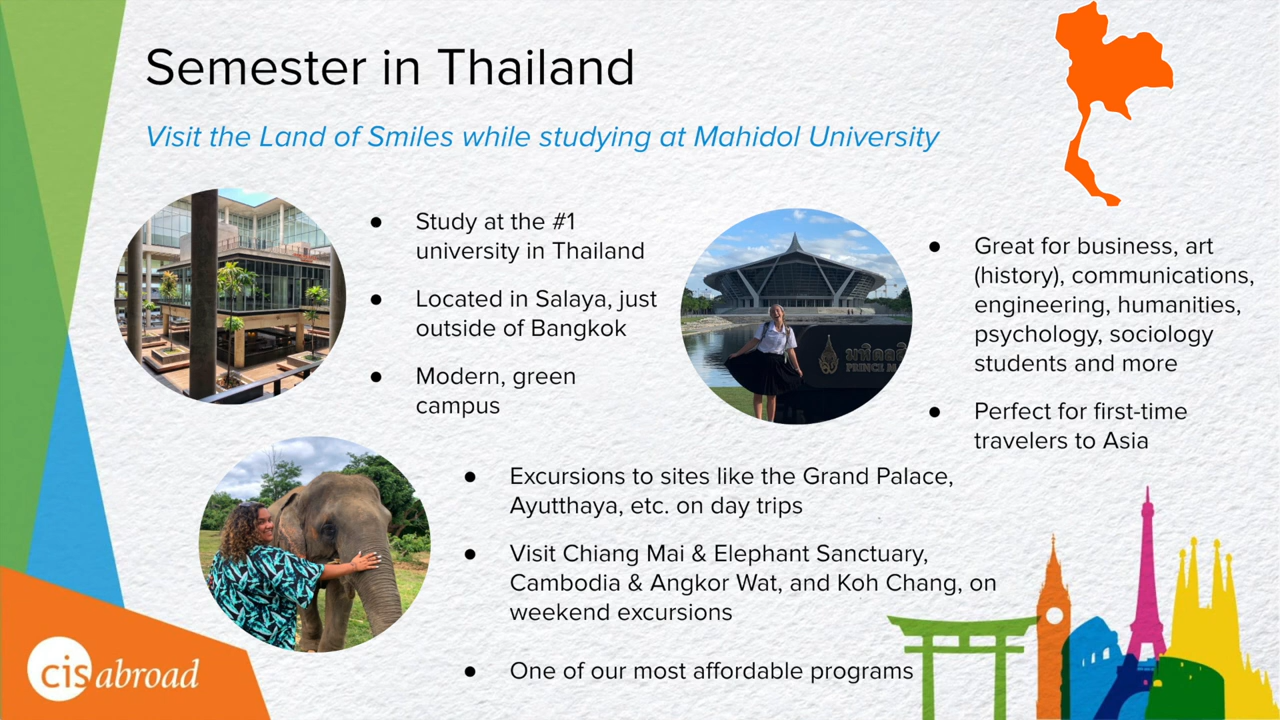 Semester in Thailand
Visit the Land of Smiles while studying at Mahidol University
● Study at the #1
university in Thailand
● Located in Salaya, just
outside of Bangkok
● Modern, green
campus
● Great for business, art
(history), communications,
engineering, humanities,
psychology, sociology
students and more
● Perfect for first-time
travelers to Asia
● Excursions to sites like the Grand Palace,
Ayutthaya, etc. on day trips
● Visit Chiang Mai & Elephant Sanctuary,
Cambodia & Angkor Wat, and Koh Chang, on
weekend excursions
● One of our most affordable programs
cis abroad
PRINCE